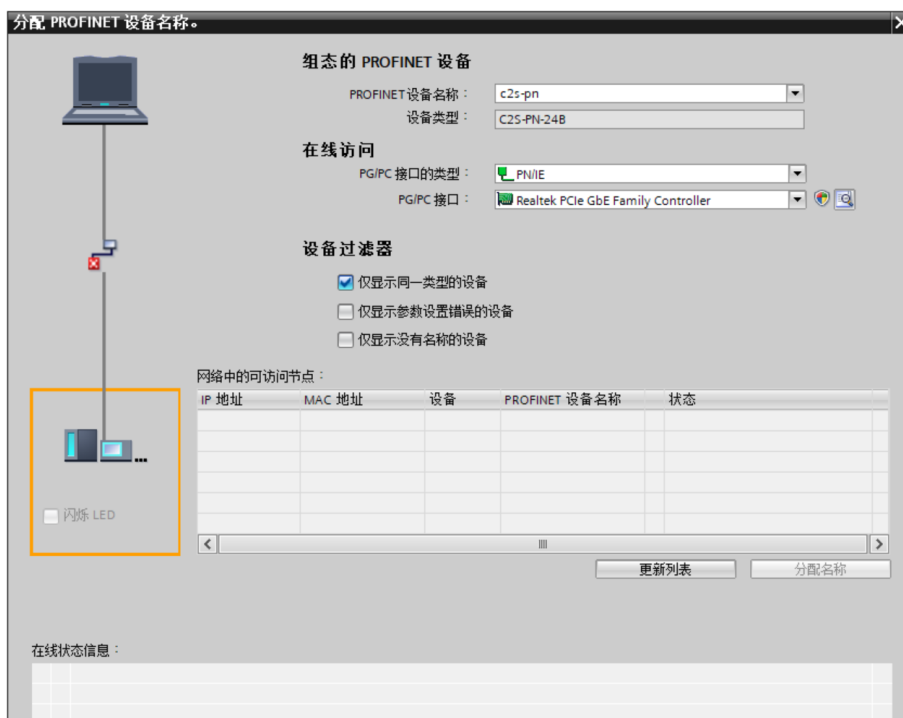 分配 PROFINET 设备名称。
组态的 PROFINET 设备
PROFINET设备名称： c2s-pn
设备类型： C2S-PN-24B
在线访问
PG/PC 接口的类型： PN/IE
PG/PC 接口： Realtek PCIe GbE Family Controller
设备过滤器
仅显示同一类型的设备
仅显示参数设置错误的设备
仅显示没有名称的设备
网络中的可访问节点：
IP 地址 MAC 地址 设备 PROFINET 设备名称 状态
闪烁 LED
更新列表 分配名称
在线状态信息：